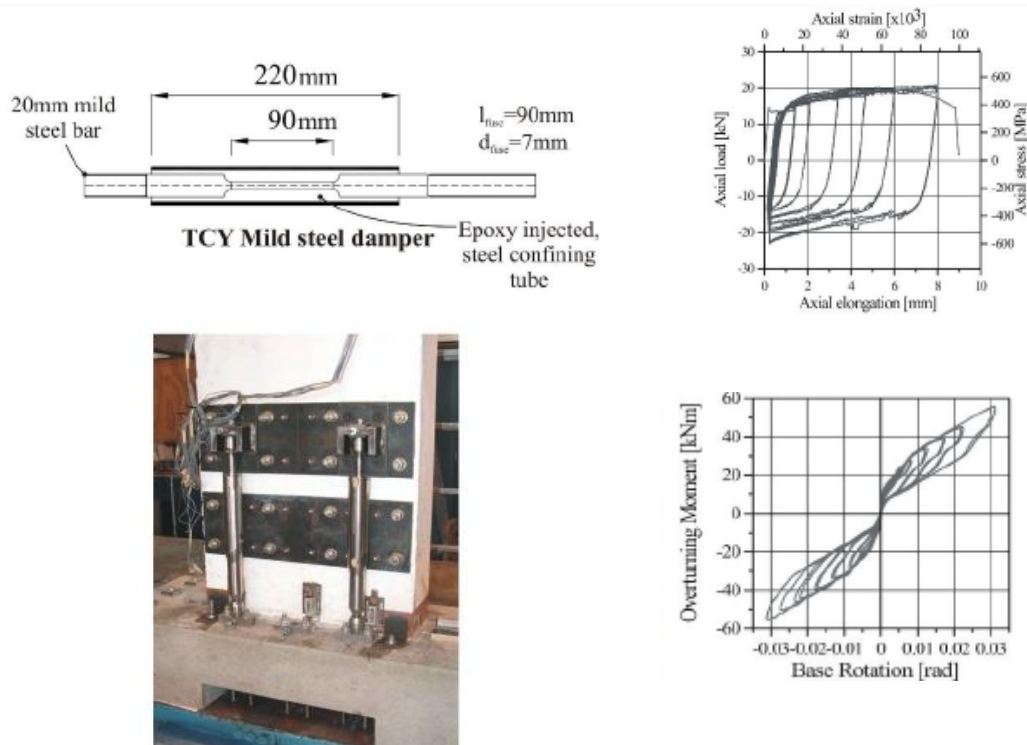 220mm
20mm mild
steel bar
90mm
l_fuse=90mm
d_fuse=7mm
TCY Mild steel damper
Epoxy injected,
steel confining
tube
Axial strain [x10³]
0 20 40 60 80 100
30
20
10
0
-10
-20
-30
Axial load [kN]
600
400
200
0
-200
-400
-600
Axial stress [MPa]
0 2 4 6 8 10
Axial elongation [mm]
60
40
20
0
-20
-40
-60
Overturning Moment [kNm]
-0.03 -0.02 -0.01 0 0.01 0.02 0.03
Base Rotation [rad]